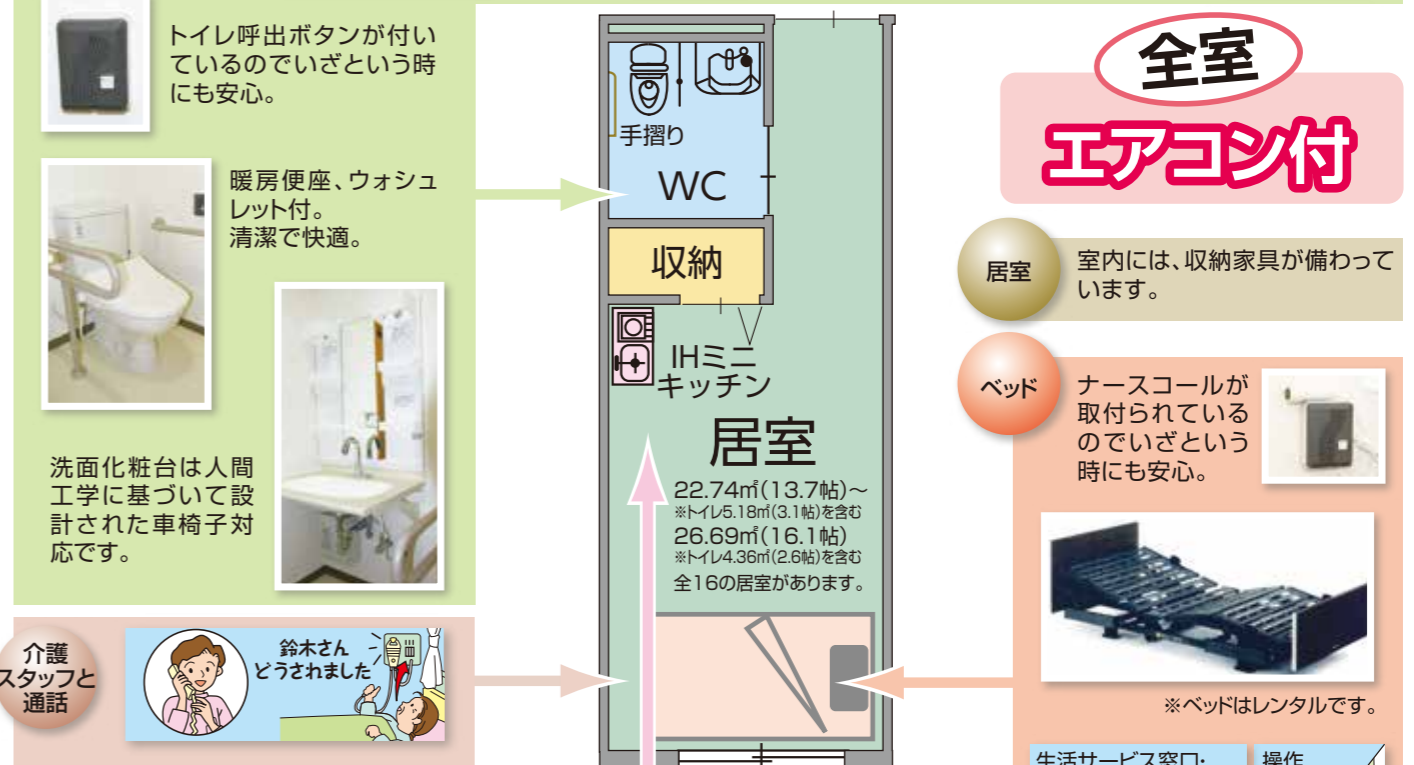 トイレ呼出ボタンが付い
ているのでいざという時
にも安心。
暖房便座、ウォシュ
レット付。
清潔で快適。
洗面化粧台は人間
工学に基づいて設
計された車椅子対
応です。
介護
スタッフと
通話
鈴木さん
どうされました
手摺り
WC
収納
IHミニ
キッチン
居室
22.74㎡(13.7帖)～
※トイレ5.18㎡(3.1帖)を含む
26.69㎡(16.1帖)
※トイレ4.36㎡(2.6帖)を含む
全16の居室があります。
全室
エアコン付
居室
室内には、収納家具が備わって
います。
ベッド
ナースコールが
取付られている
のでいざという
時にも安心。
※ベッドはレンタルです。
生活サービス窓口・
操作